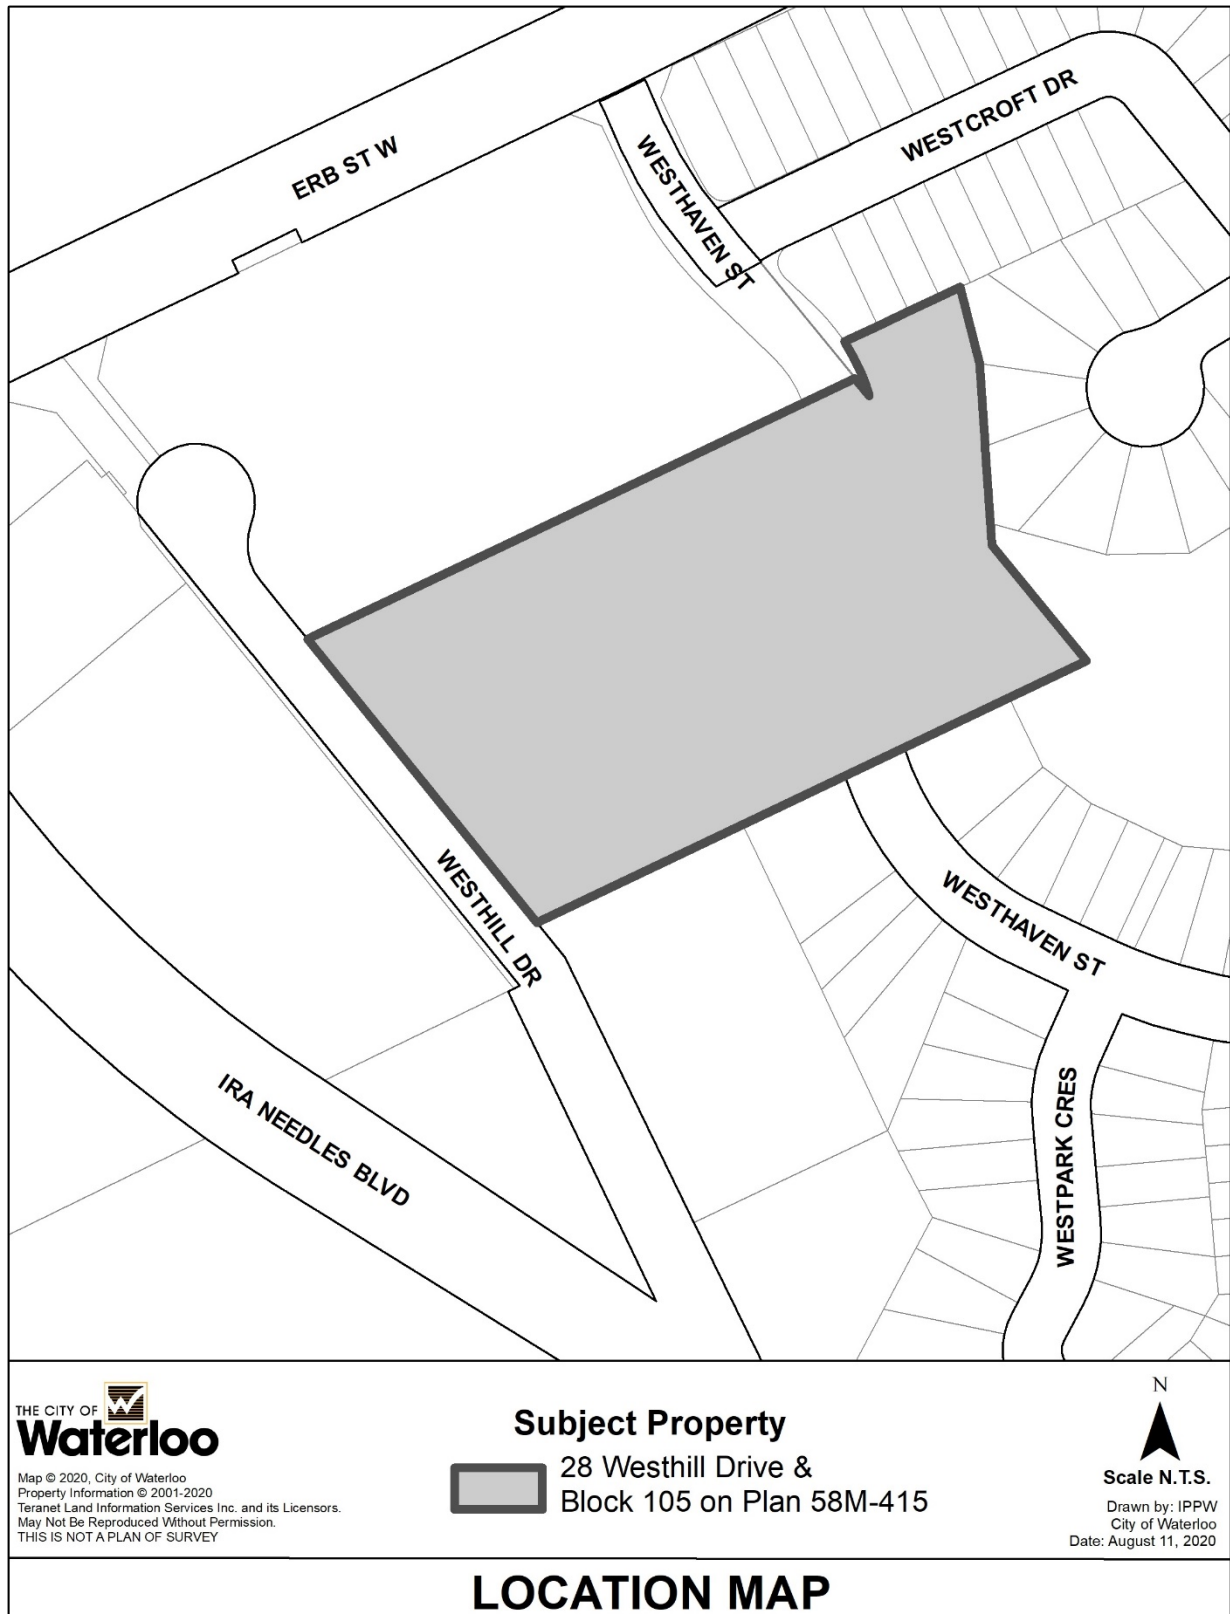 ERB ST W
WESTHAVEN ST
WESTCROFT DR
WESTHILL DR
WESTHAVEN ST
IRA NEEDLES BLVD
WESTPARK CRES
THE CITY OF
Waterloo
Map © 2020, City of Waterloo
Property Information © 2001-2020
Teranet Land Information Services Inc. and its Licensors.
May Not Be Reproduced Without Permission.
THIS IS NOT A PLAN OF SURVEY
Subject Property
28 Westhill Drive &
Block 105 on Plan 58M-415
N
Scale N.T.S.
Drawn by: IPPW
City of Waterloo
Date: August 11, 2020
LOCATION MAP